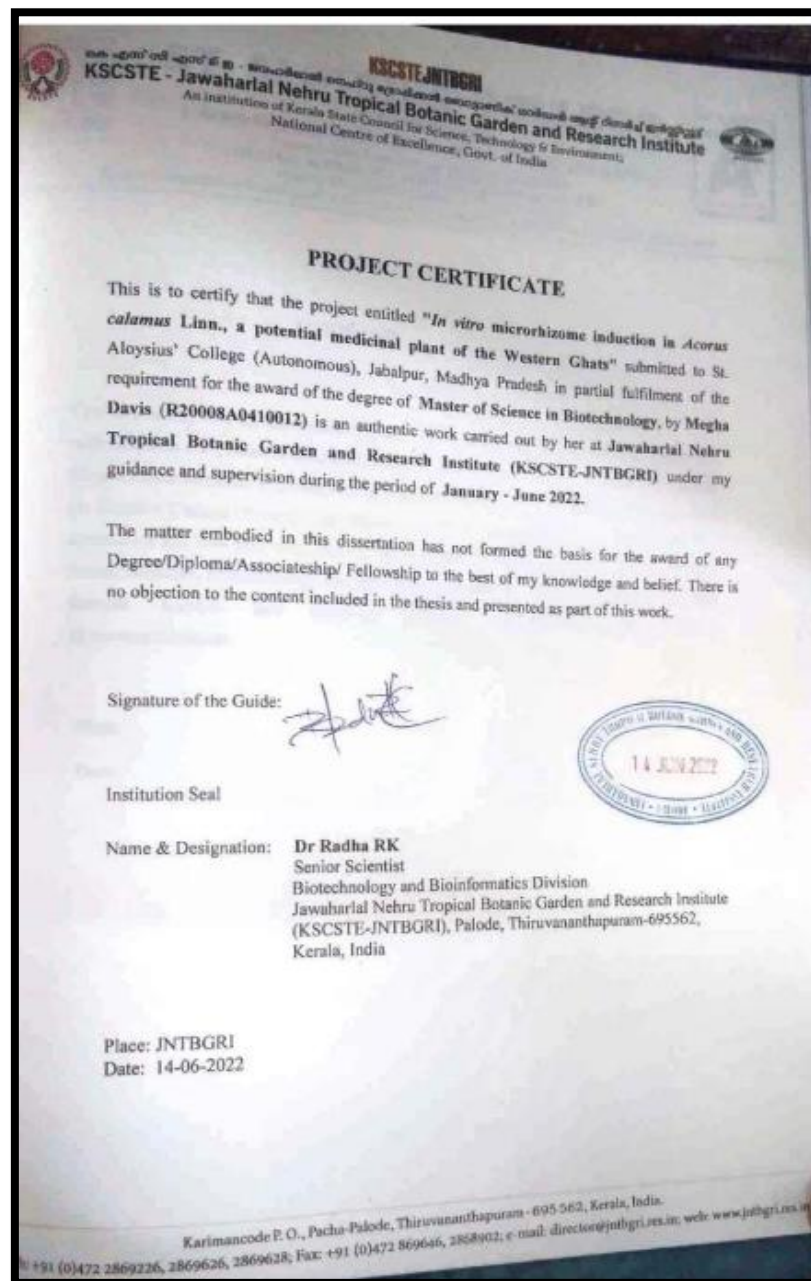 KSCSTE-JNTBGRI
KSCSTE - Jawaharlal Nehru Tropical Botanic Garden and Research Institute
An institution of Kerala State Council for Science, Technology & Environment;
National Centre of Excellence, Govt. of India
PROJECT CERTIFICATE
This is to certify that the project entitled "In vitro microrhizome induction in Acorus
calamus Linn., a potential medicinal plant of the Western Ghats" submitted to St.
Aloysius' College (Autonomous), Jabalpur, Madhya Pradesh in partial fulfilment of the
requirement for the award of the degree of Master of Science in Biotechnology, by Megha
Davis (R20008A0410012) is an authentic work carried out by her at Jawaharlal Nehru
Tropical Botanic Garden and Research Institute (KSCSTE-JNTBGRI) under my
guidance and supervision during the period of January - June 2022.
The matter embodied in this dissertation has not formed the basis for the award of any
Degree/Diploma/Associateship/ Fellowship to the best of my knowledge and belief. There is
no objection to the content included in the thesis and presented as part of this work.
Signature of the Guide:
14 JUN 2022
Institution Seal
Name & Designation: Dr Radha RK
Senior Scientist
Biotechnology and Bioinformatics Division
Jawaharlal Nehru Tropical Botanic Garden and Research Institute
(KSCSTE-JNTBGRI), Palode, Thiruvananthapuram-695562,
Kerala, India
Place: JNTBGRI
Date: 14-06-2022
Karimancode P. O., Pacha-Palode, Thiruvananthapuram - 695 562, Kerala, India.
+91 (0)472 2869226, 2869626, 2869628; Fax: +91 (0)472 869646, 2868902; e-mail: director@jntbgri.res.in; web: www.jntbgri.res.in